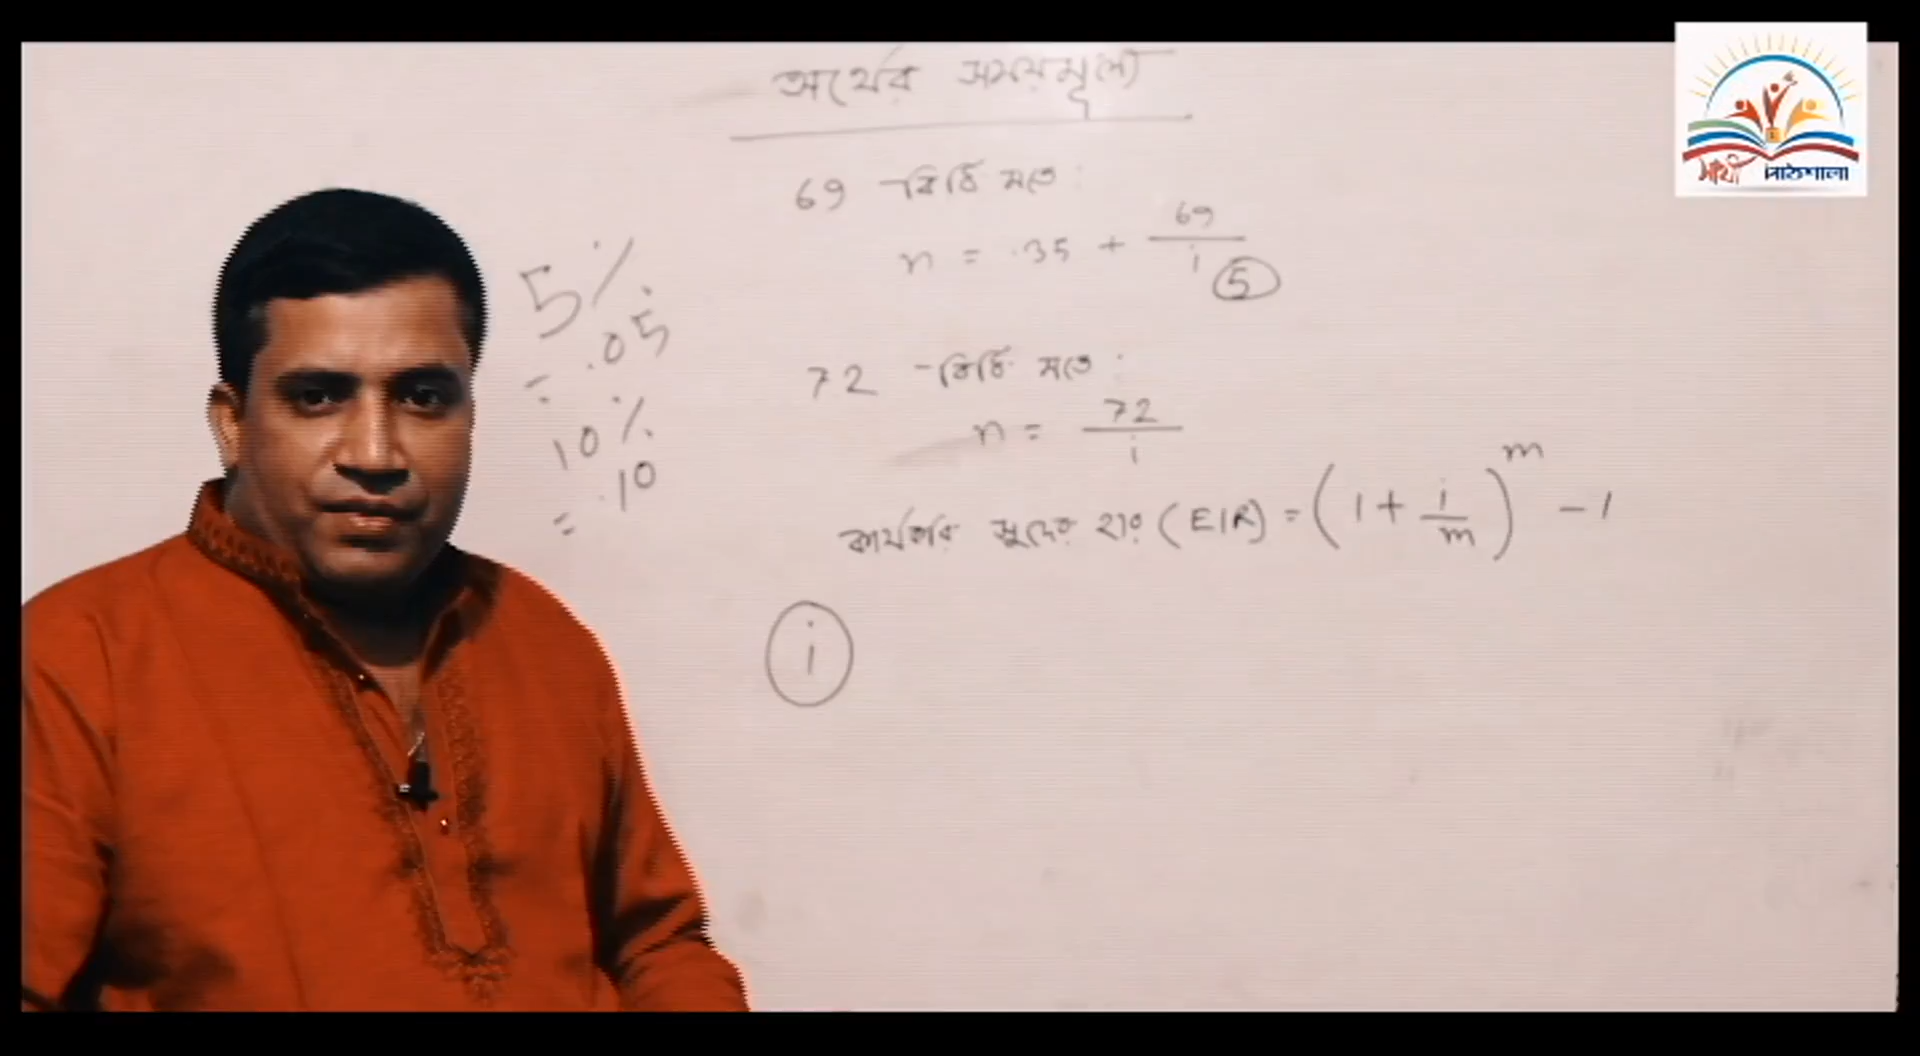 অর্থের সময়মূল্য
69 বিধি মতে:
n = .35 + 69/i
5
5%
= .05
10%
= .10
72 বিধি মতে:
n = 72/i
কার্যকরি সুদের হার (EIR) = (1 + i/m)^m - 1
i
সাথী পাঠশালা